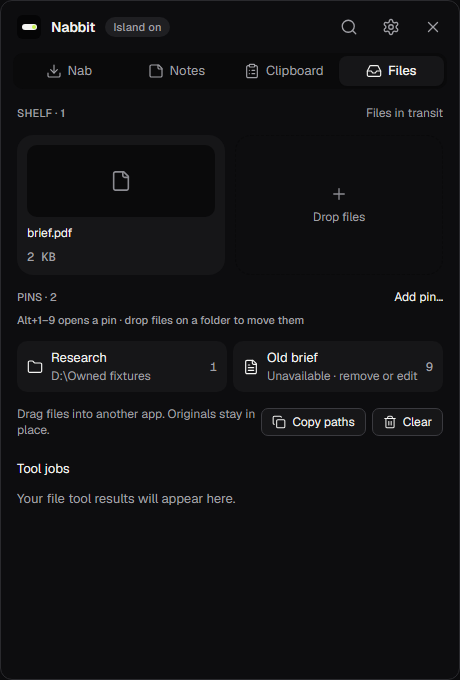 Nabbit
Island on
Nab
Notes
Clipboard
Files
SHELF · 1
Files in transit
brief.pdf
2 KB
Drop files
PINS · 2
Add pin…
Alt+1–9 opens a pin · drop files on a folder to move them
Research
D:\Owned fixtures
1
Old brief
Unavailable · remove or edit
9
Drag files into another app. Originals stay in
place.
Copy paths
Clear
Tool jobs
Your file tool results will appear here.